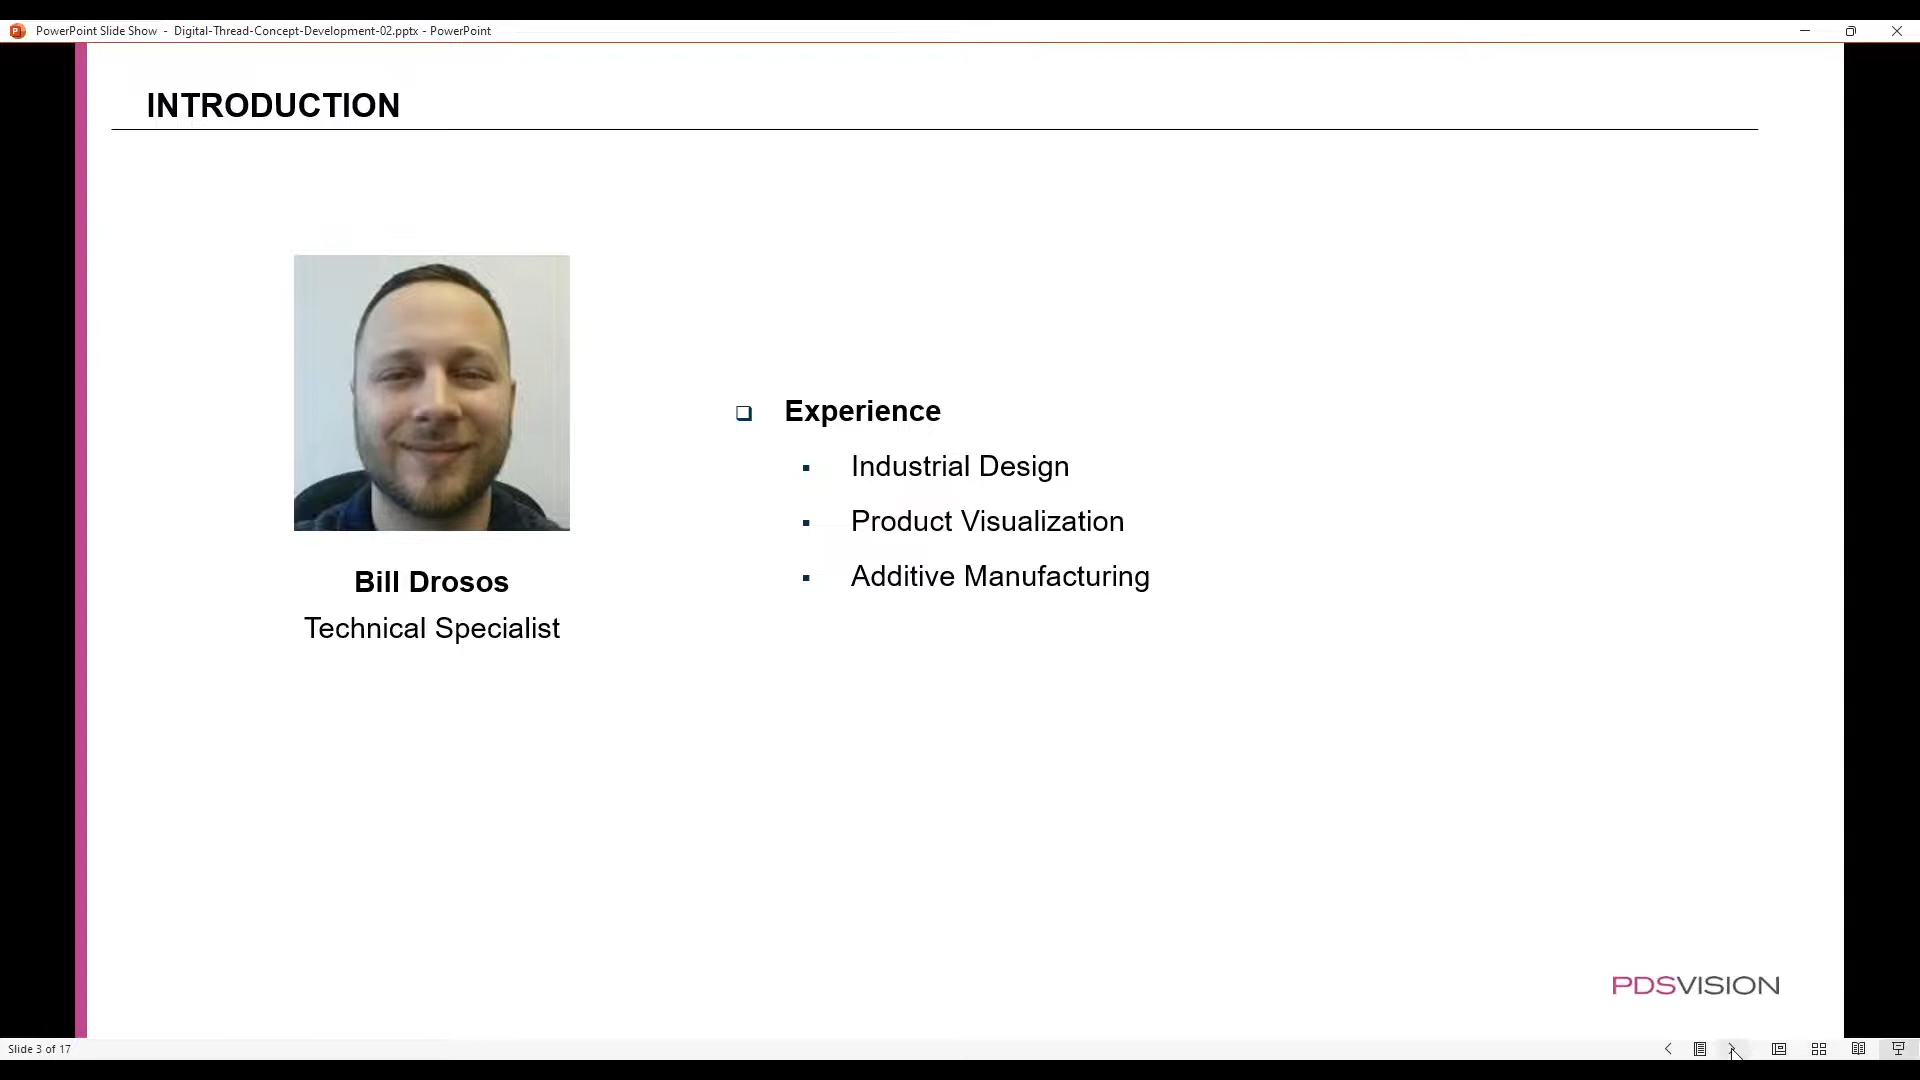 PowerPoint Slide Show - Digital-Thread-Concept-Development-02.pptx - PowerPoint
INTRODUCTION
Bill Drosos
Technical Specialist
Experience
Industrial Design
Product Visualization
Additive Manufacturing
PDSVISION
Slide 3 of 17